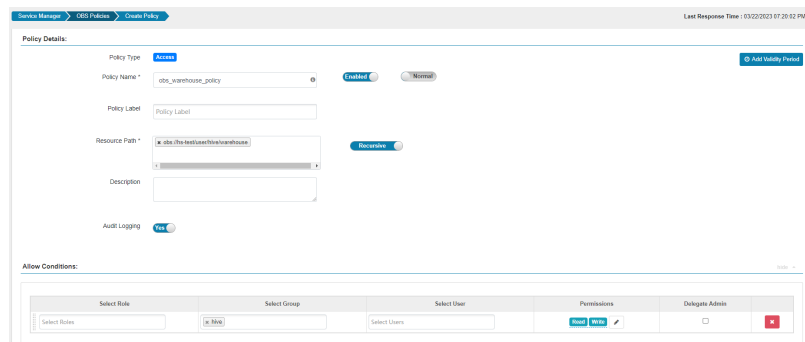 Service Manager OBS Policies Create Policy Last Response Time : 03/22/2023 07:20:02 PM
Policy Details:
Policy Type Access
Add Validity Period
Policy Name * obs_warehouse_policy Enabled Normal
Policy Label Policy Label
Resource Path * × obs://hs-test/user/hive/warehouse Recursive
Description
Audit Logging Yes
Allow Conditions: Hide
Select Role Select Group Select User Permissions Delegate Admin
Select Roles × hive Select Users Read Write ×